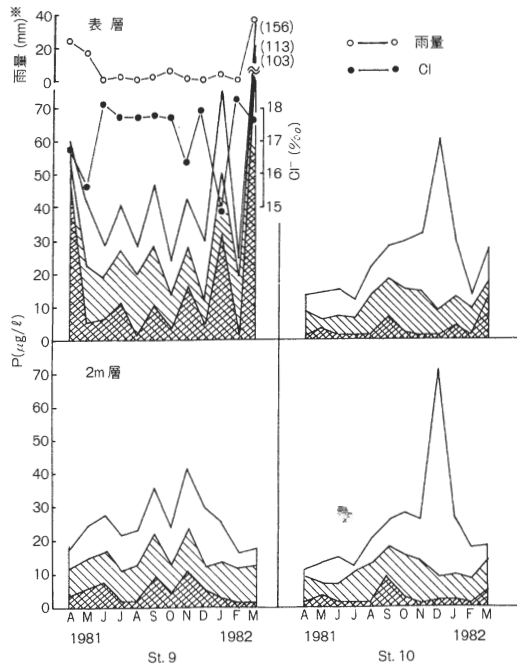 表層
雨量 (mm)※
40
20
0
(156)
(113)
(103)
雨量
Cl
70
60
50
40
30
20
10
0
18
17
16
15
Cl⁻ (‰)
P(μg/ℓ)
2m層
70
60
50
40
30
20
10
0
A M J J A S O N D J F M
A M J J A S O N D J F M
1981 1982
1981 1982
St. 9
St. 10